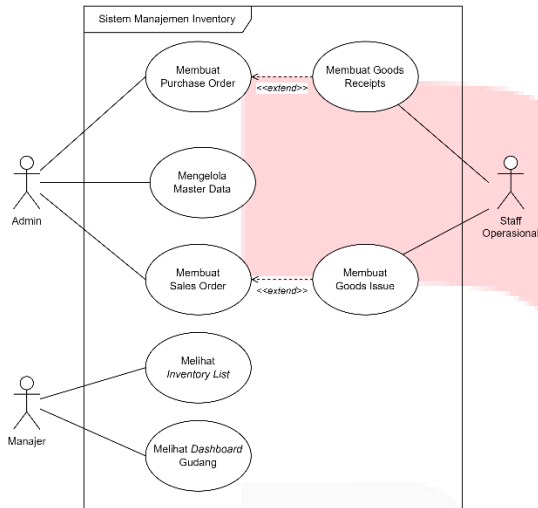 Sistem Manajemen Inventory
Membuat
Purchase Order
<<extend>>
Membuat Goods
Receipts
Mengelola
Master Data
Admin
Staff
Operasional
Membuat
Sales Order
<<extend>>
Membuat
Goods Issue
Melihat
Inventory List
Manajer
Melihat Dashboard
Gudang